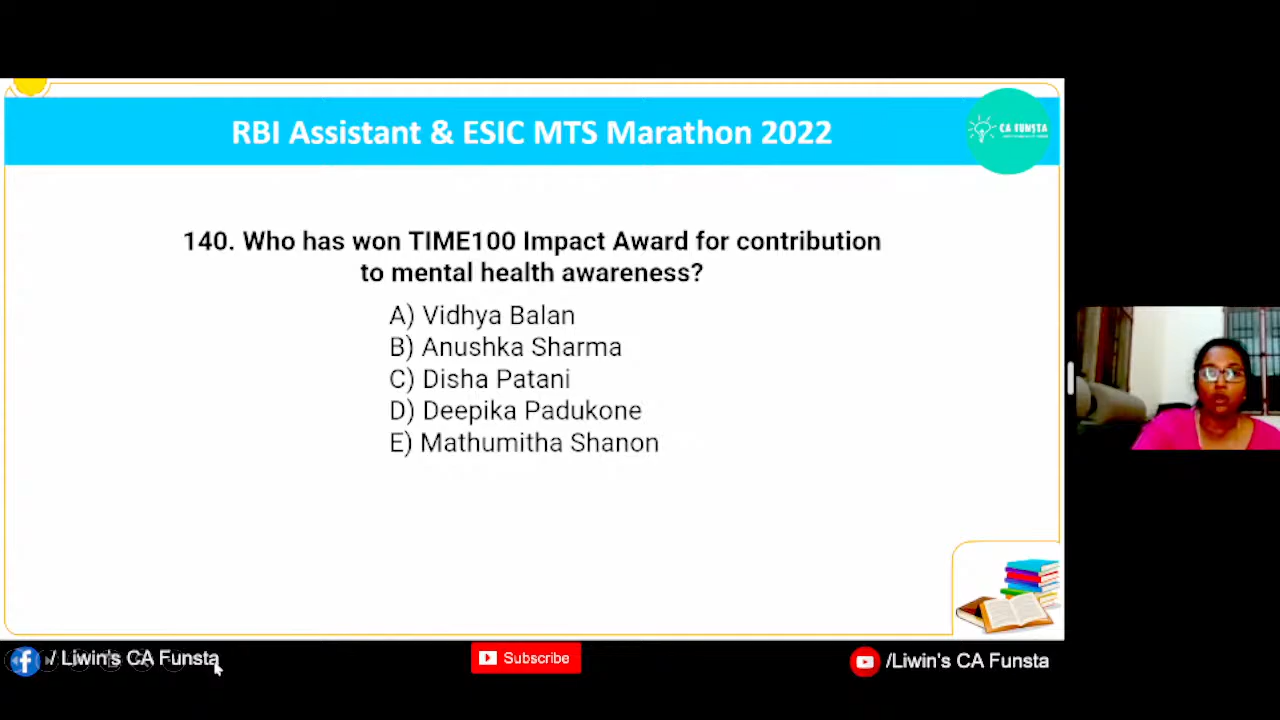 RBI Assistant & ESIC MTS Marathon 2022
CA FUNSTA
140. Who has won TIME100 Impact Award for contribution
to mental health awareness?
A) Vidhya Balan
B) Anushka Sharma
C) Disha Patani
D) Deepika Padukone
E) Mathumitha Shanon
/ Liwin's CA Funsta
Subscribe
/Liwin's CA Funsta